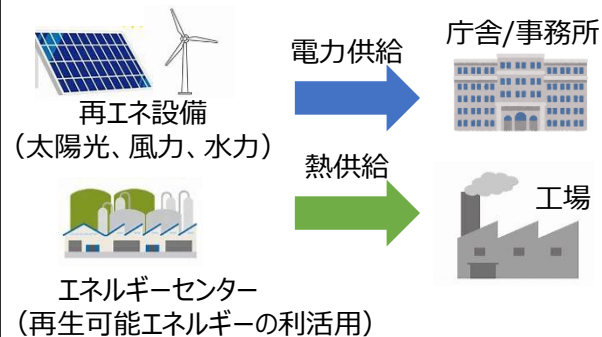 再エネ設備
（太陽光、風力、水力）
エネルギーセンター
（再生可能エネルギーの利活用）
電力供給
熱供給
庁舎/事務所
工場